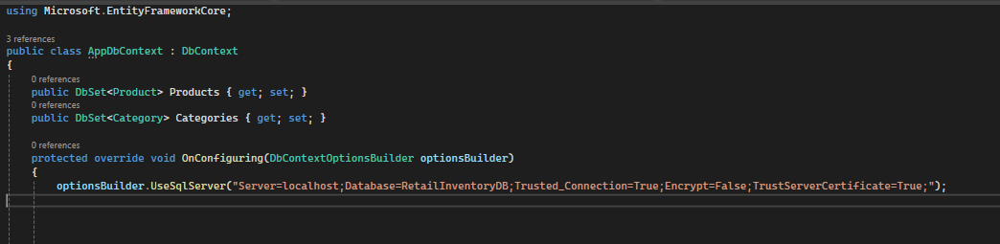 using Microsoft.EntityFrameworkCore;
3 references
public class AppDbContext : DbContext
{
0 references
public DbSet<Product> Products { get; set; }
0 references
public DbSet<Category> Categories { get; set; }
0 references
protected override void OnConfiguring(DbContextOptionsBuilder optionsBuilder)
{
optionsBuilder.UseSqlServer("Server=localhost;Database=RetailInventoryDB;Trusted_Connection=True;Encrypt=False;TrustServerCertificate=True;");